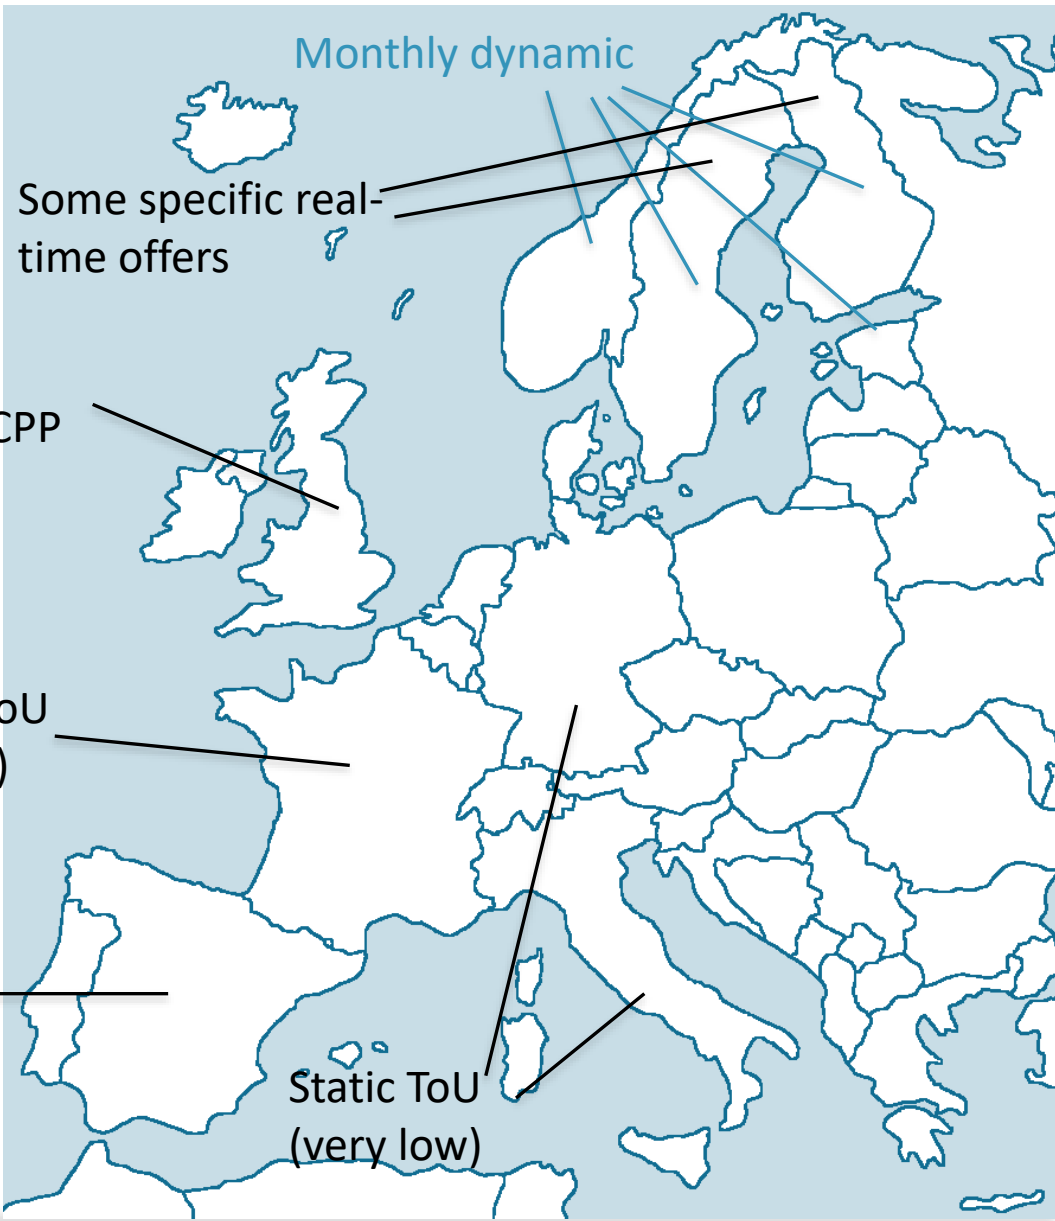 Monthly dynamic
Some specific real-
time offers
CPP
oU
)
Static ToU
(very low)